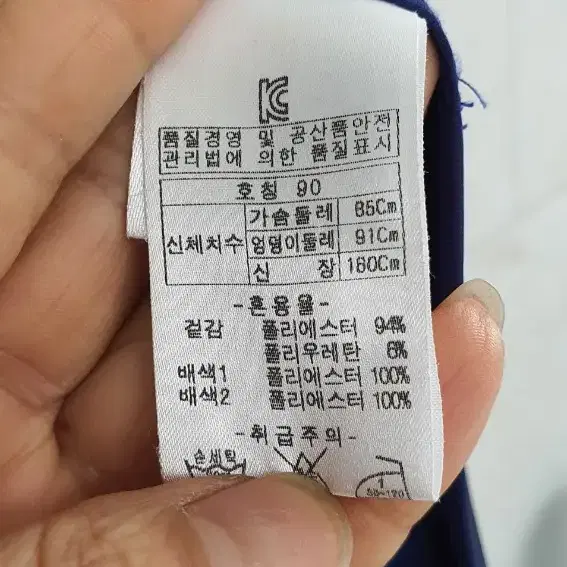 품질경영 및 공산품안전
관리법에 의한 품질표시
호칭 90
신체치수
가슴둘레 85Cm
엉덩이둘레 91Cm
신 장 160Cm
-혼용율-
겉감 폴리에스터 94%
폴리우레탄 6%
배색1 폴리에스터 100%
배색2 폴리에스터 100%
-취급주의-
손세탁
1